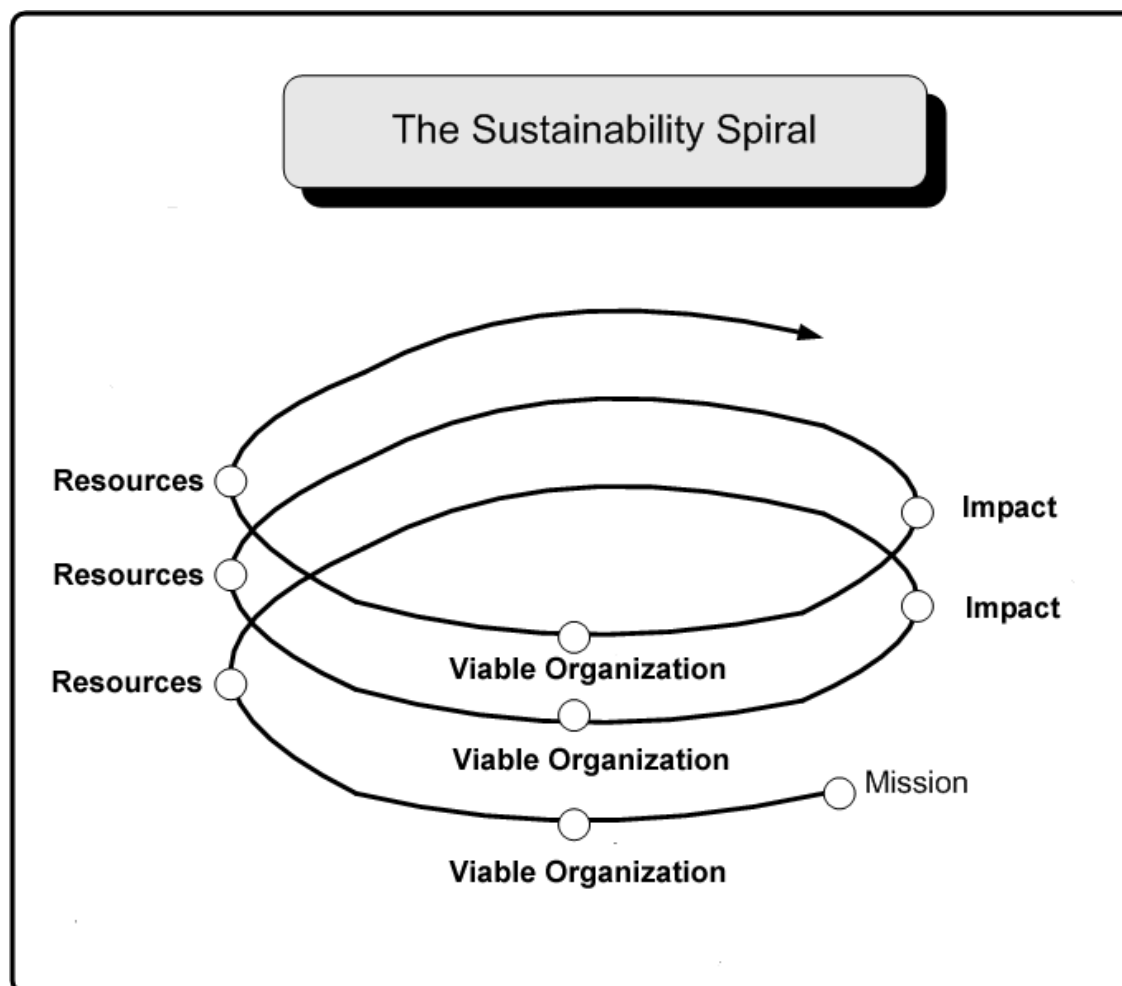 The Sustainability Spiral
Resources
Impact
Resources
Impact
Viable Organization
Resources
Viable Organization
Mission
Viable Organization